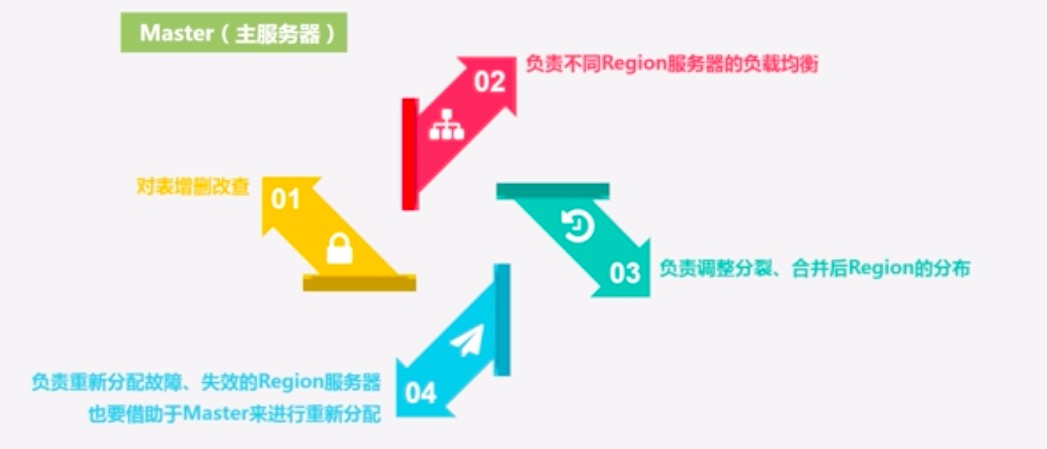 Master（主服务器）
01
对表增删改查
02
负责不同Region服务器的负载均衡
03
负责调整分裂、合并后Region的分布
04
负责重新分配故障、失效的Region服务器
也要借助于Master来进行重新分配